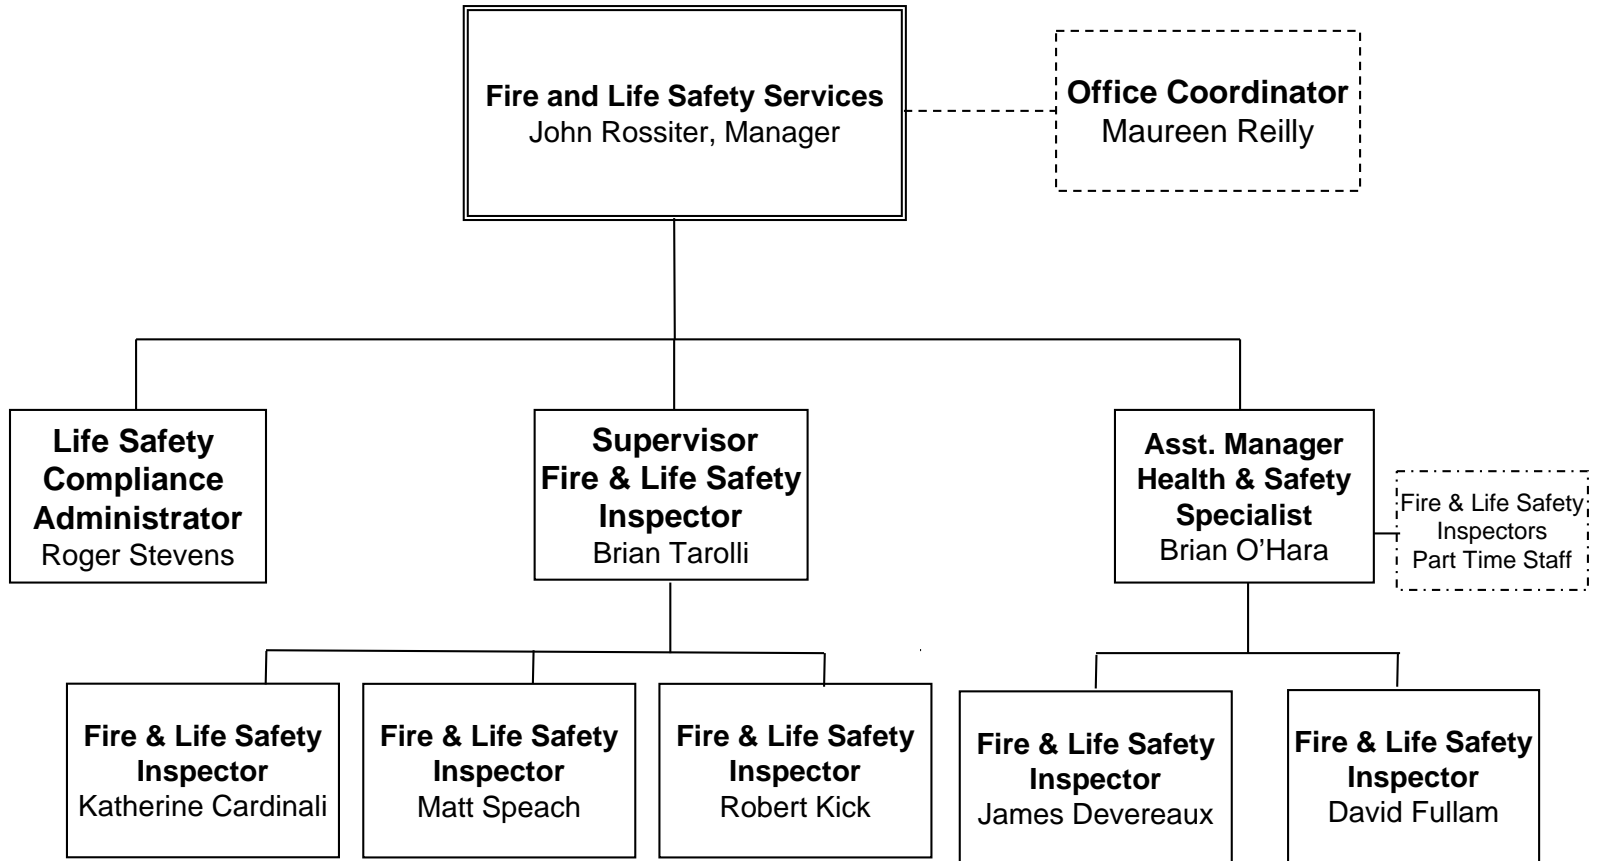 Fire and Life Safety Services
John Rossiter, Manager
Office Coordinator
Maureen Reilly
Life Safety
Compliance
Administrator
Roger Stevens
Supervisor
Fire & Life Safety
Inspector
Brian Tarolli
Asst. Manager
Health & Safety
Specialist
Brian O’Hara
Fire & Life Safety
Inspectors
Part Time Staff
Fire & Life Safety
Inspector
Katherine Cardinali
Fire & Life Safety
Inspector
Matt Speach
Fire & Life Safety
Inspector
Robert Kick
Fire & Life Safety
Inspector
James Devereaux
Fire & Life Safety
Inspector
David Fullam